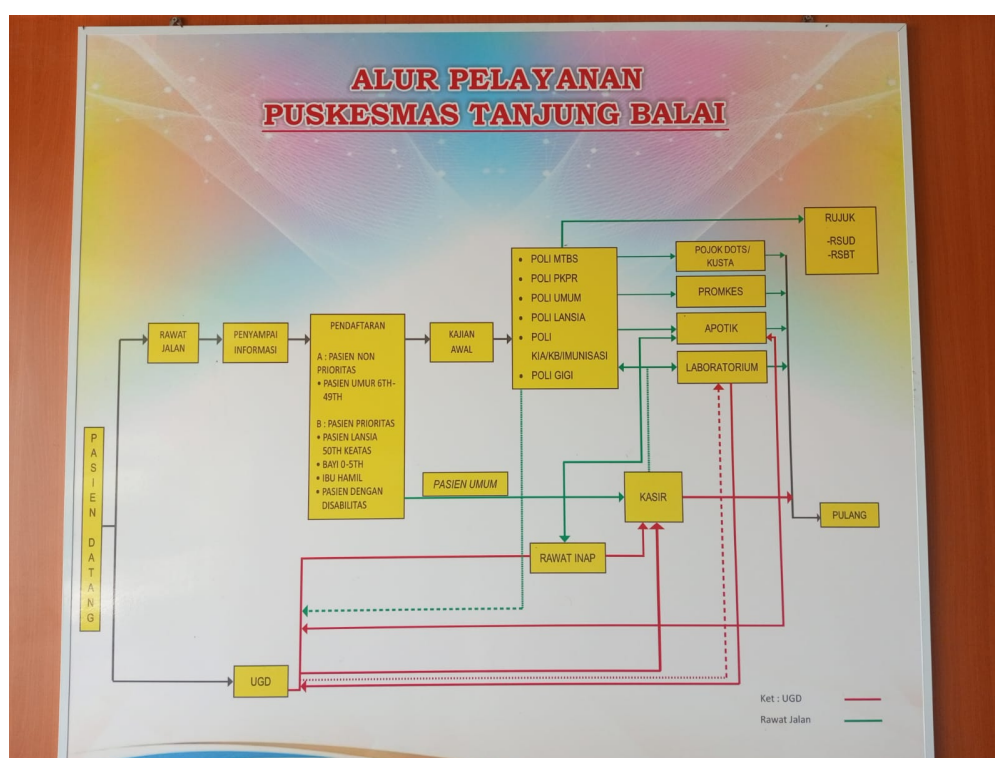 ALUR PELAYANAN
PUSKESMAS TANJUNG BALAI
PASIEN DATANG
RAWAT
JALAN
PENYAMPAI
INFORMASI
PENDAFTARAN
A : PASIEN NON
PRIORITAS
• PASIEN UMUR 6TH-
49TH
B : PASIEN PRIORITAS
• PASIEN LANSIA
50TH KEATAS
• BAYI 0-5TH
• IBU HAMIL
• PASIEN DENGAN
DISABILITAS
KAJIAN
AWAL
• POLI MTBS
• POLI PKPR
• POLI UMUM
• POLI LANSIA
• POLI
KIA/KB/IMUNISASI
• POLI GIGI
RUJUK
-RSUD
-RSBT
POJOK DOTS/
KUSTA
PROMKES
APOTIK
LABORATORIUM
PASIEN UMUM
KASIR
RAWAT INAP
PULANG
UGD
Ket : UGD
Rawat Jalan